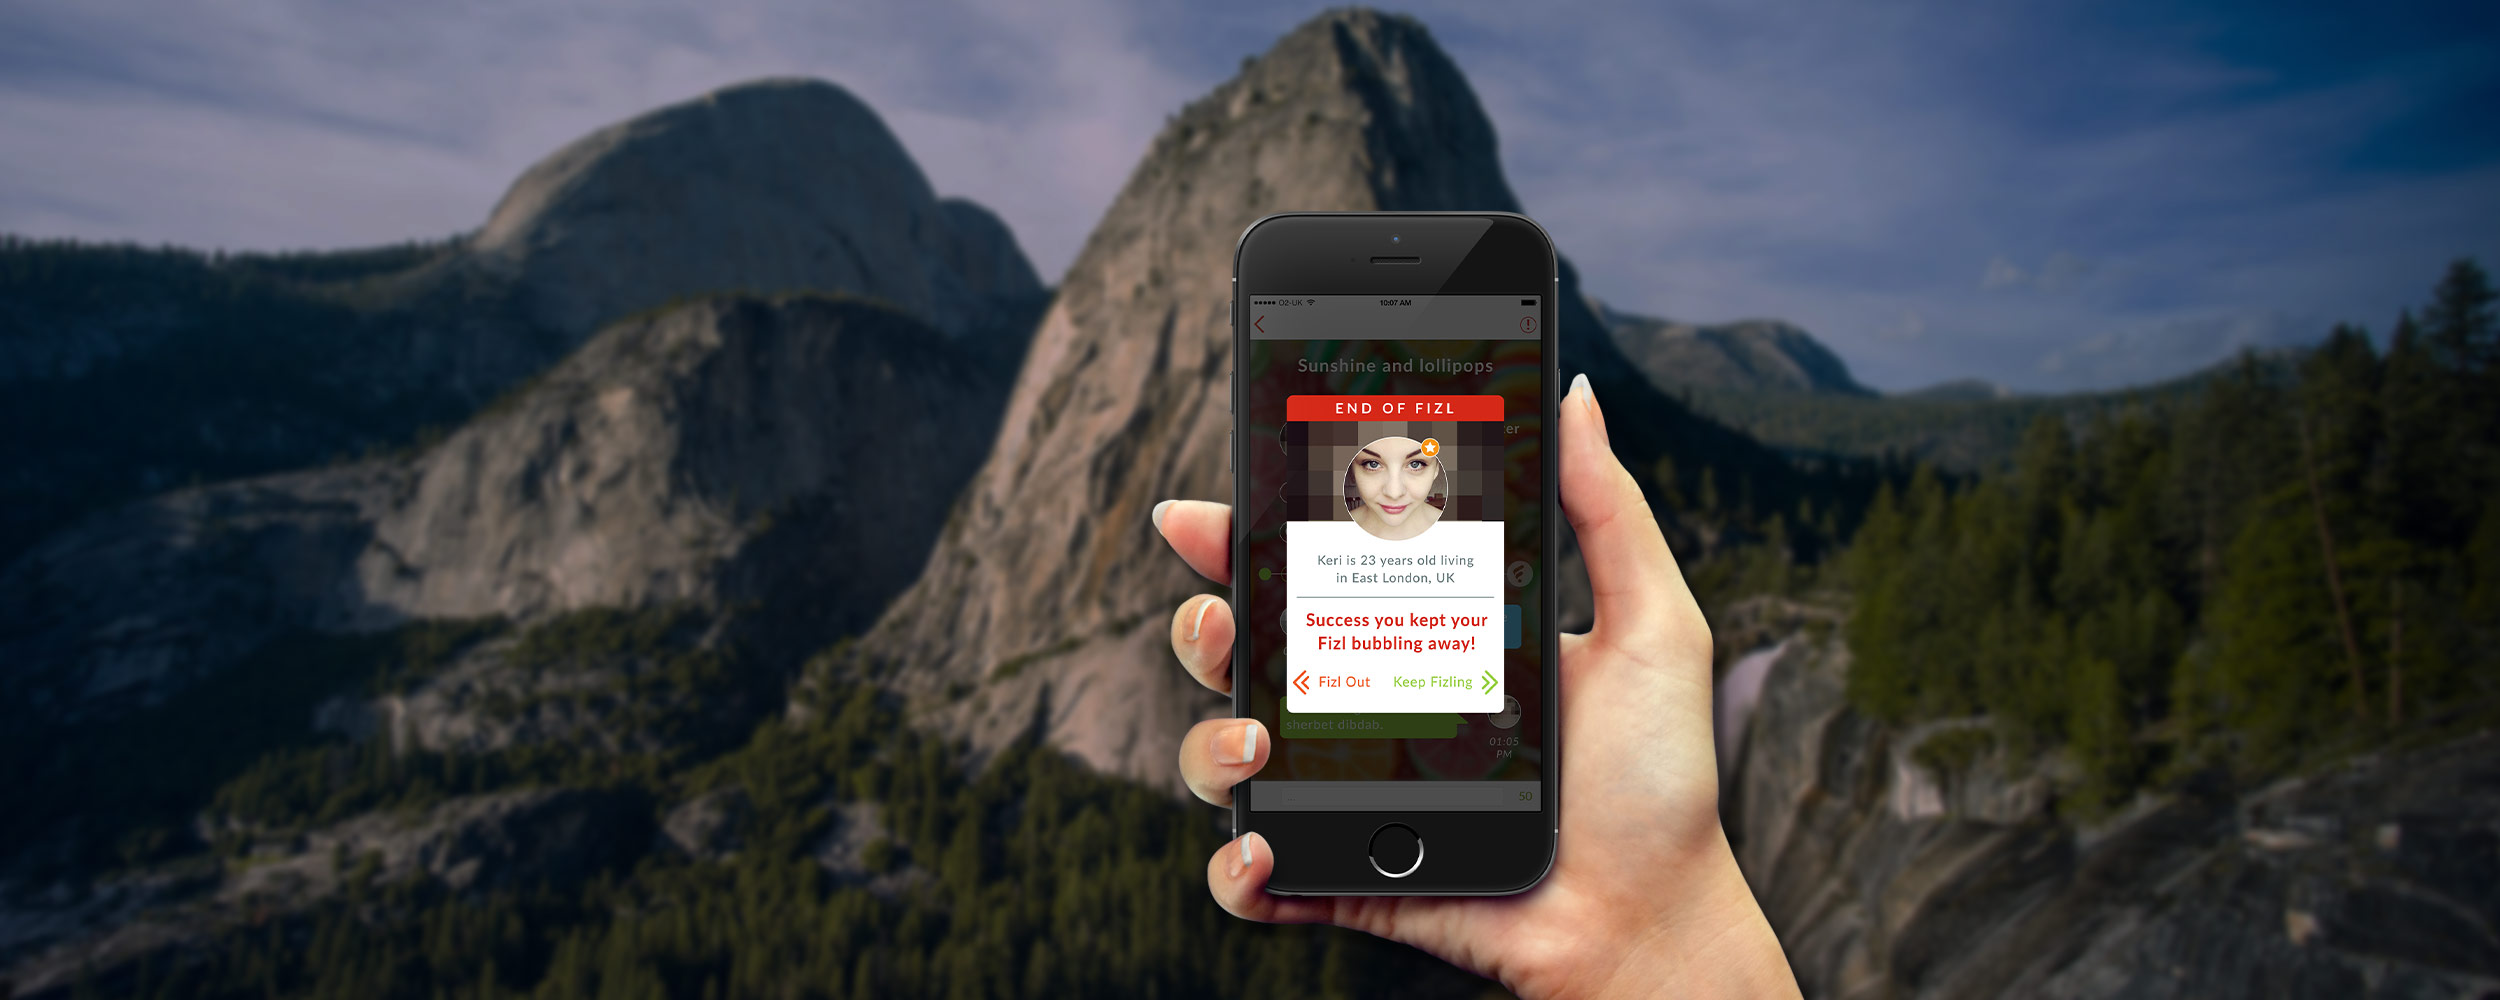 O2-UK
10:07 AM
Sunshine and lollipops
END OF FIZL
Keri is 23 years old living
in East London, UK
Success you kept your
Fizl bubbling away!
Fizl Out
Keep Fizling
sherbet dibdab.
01:05
PM
50